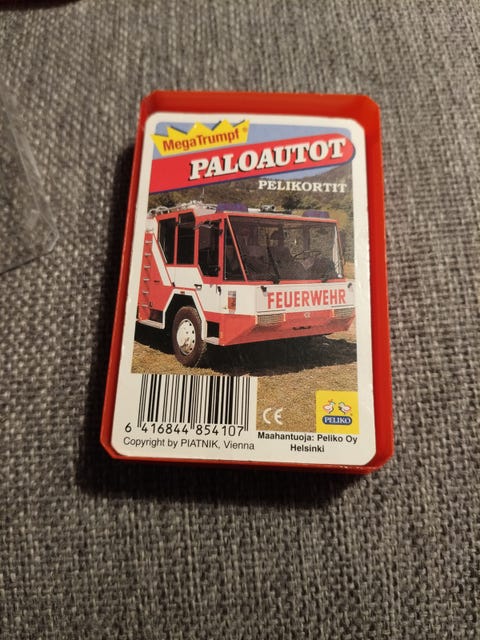 MegaTrumpf
PALOAUTOT
PELIKORTIT
FEUERWEHR
6 416844 854107
CE
PELIKO
Copyright by PIATNIK, Vienna
Maahantuoja: Peliko Oy
Helsinki